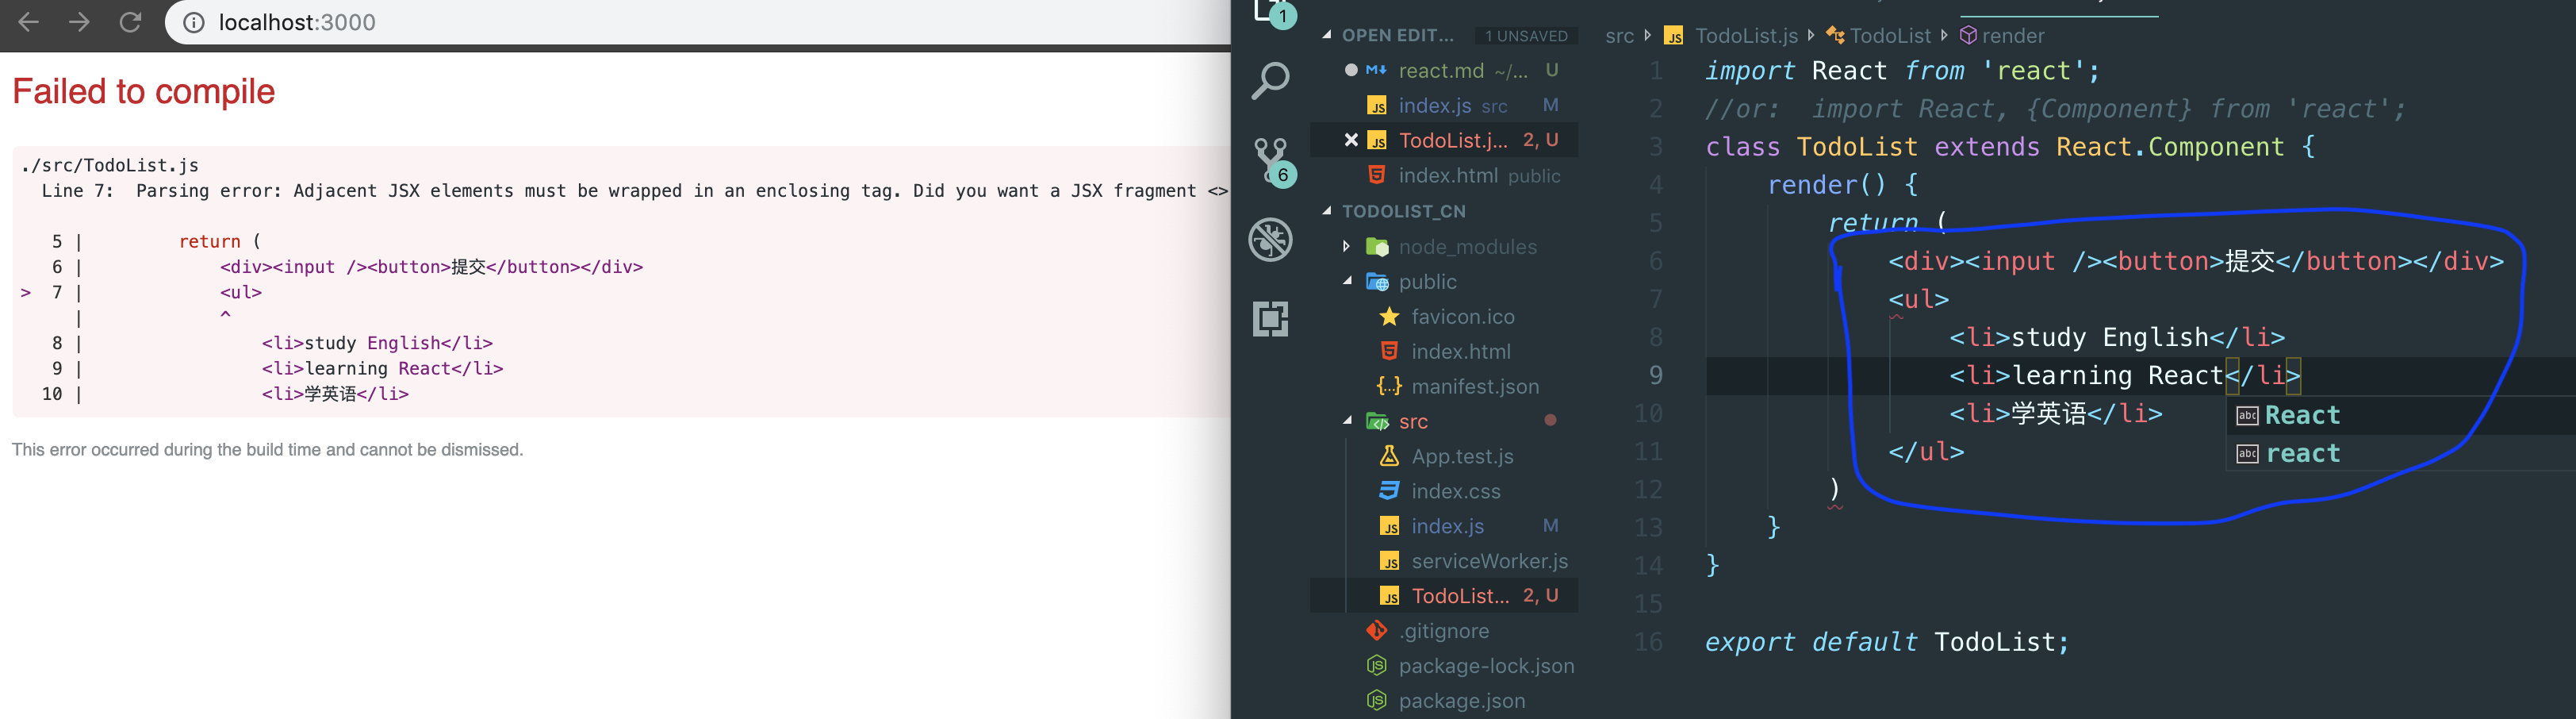 localhost:3000
Failed to compile
./src/TodoList.js
Line 7:  Parsing error: Adjacent JSX elements must be wrapped in an enclosing tag. Did you want a JSX fragment <>
5 |         return (
6 |             <div><input /><button>提交</button></div>
> 7 |             <ul>
|             ^
8 |                 <li>study English</li>
9 |                 <li>learning React</li>
10 |                 <li>学英语</li>
This error occurred during the build time and cannot be dismissed.
1
6
OPEN EDIT... 1 UNSAVED
react.md ~/... U
JS index.js src M
JS TodoList.j... 2, U
index.html public
TODOLIST_CN
node_modules
public
favicon.ico
index.html
{...} manifest.json
src
App.test.js
index.css
JS index.js M
JS serviceWorker.js
JS TodoList... 2, U
.gitignore
package-lock.json
package.json
src JS TodoList.js TodoList render
1 import React from 'react';
2 //or:  import React, {Component} from 'react';
3 class TodoList extends React.Component {
4     render() {
5         return (
6             <div><input /><button>提交</button></div>
7             <ul>
8                 <li>study English</li>
9                 <li>learning React</li>
10                 <li>学英语</li>
abc React
11             </ul>
abc react
12         )
13     }
14 }
15
16 export default TodoList;